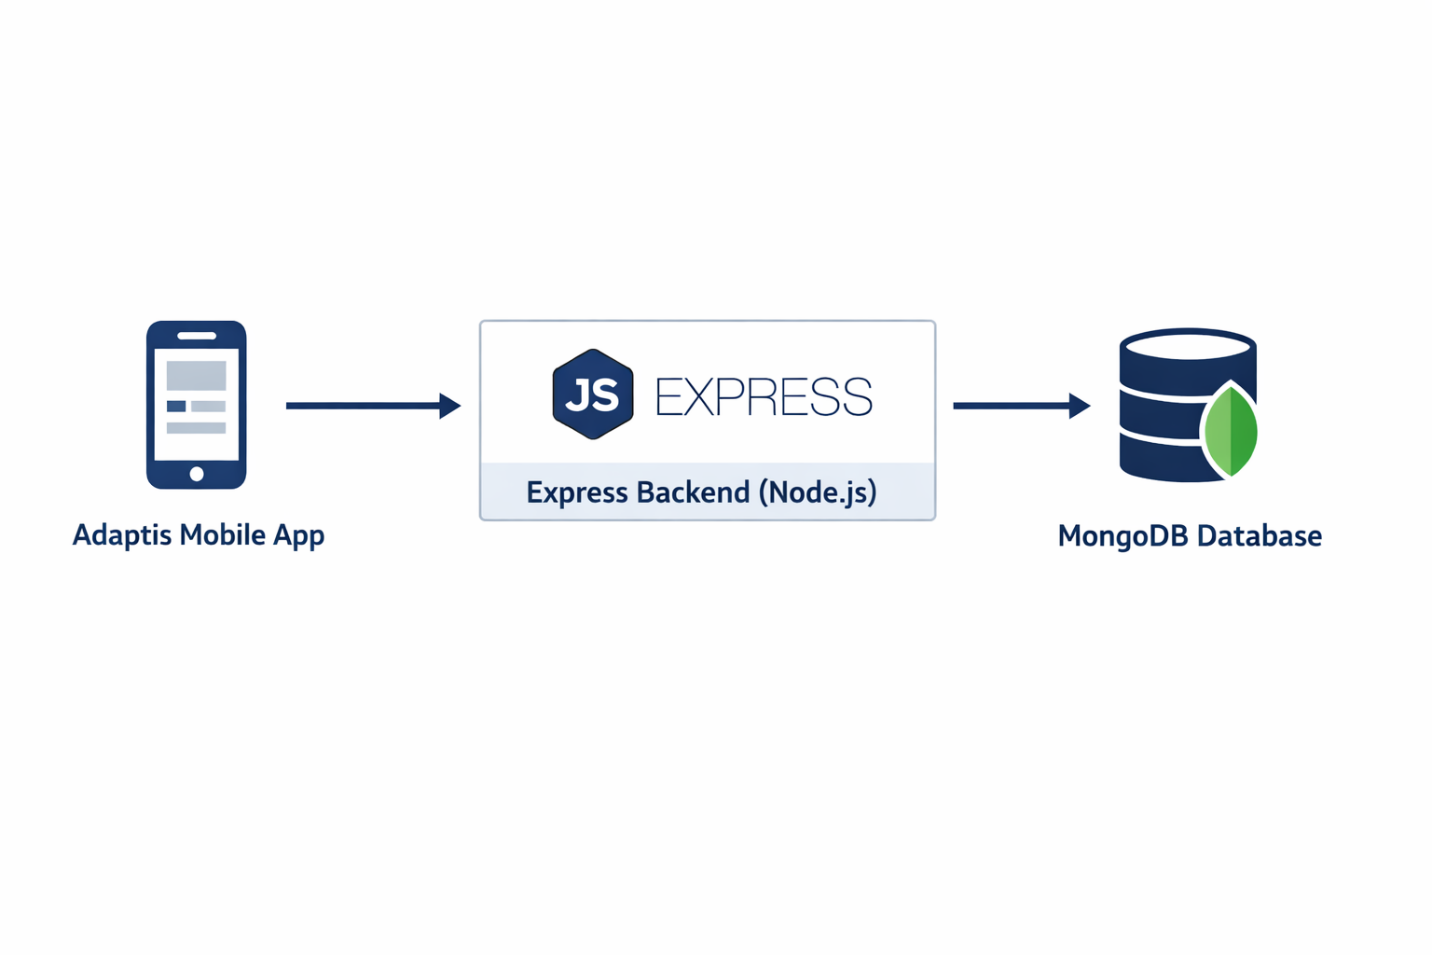 JS EXPRESS
Express Backend (Node.js)
Adaptis Mobile App
MongoDB Database